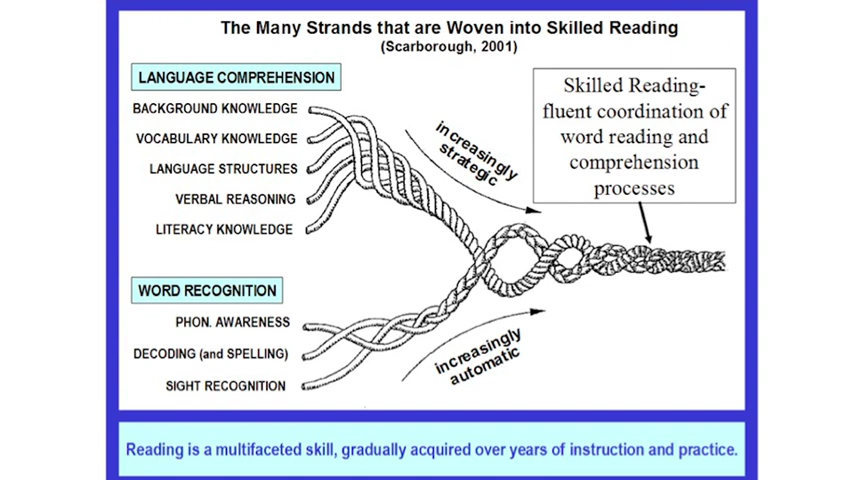 The Many Strands that are Woven into Skilled Reading
(Scarborough, 2001)
LANGUAGE COMPREHENSION
BACKGROUND KNOWLEDGE
VOCABULARY KNOWLEDGE
LANGUAGE STRUCTURES
VERBAL REASONING
LITERACY KNOWLEDGE
increasingly
strategic
Skilled Reading-
fluent coordination of
word reading and
comprehension
processes
WORD RECOGNITION
PHON. AWARENESS
DECODING (and SPELLING)
SIGHT RECOGNITION
increasingly
automatic
Reading is a multifaceted skill, gradually acquired over years of instruction and practice.